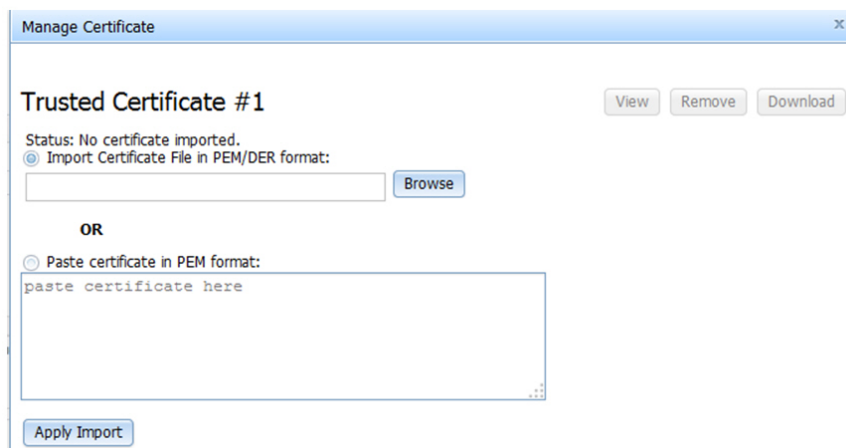 Manage Certificate x
Trusted Certificate #1 View Remove Download
Status: No certificate imported.
Import Certificate File in PEM/DER format:
Browse
OR
Paste certificate in PEM format:
paste certificate here
Apply Import